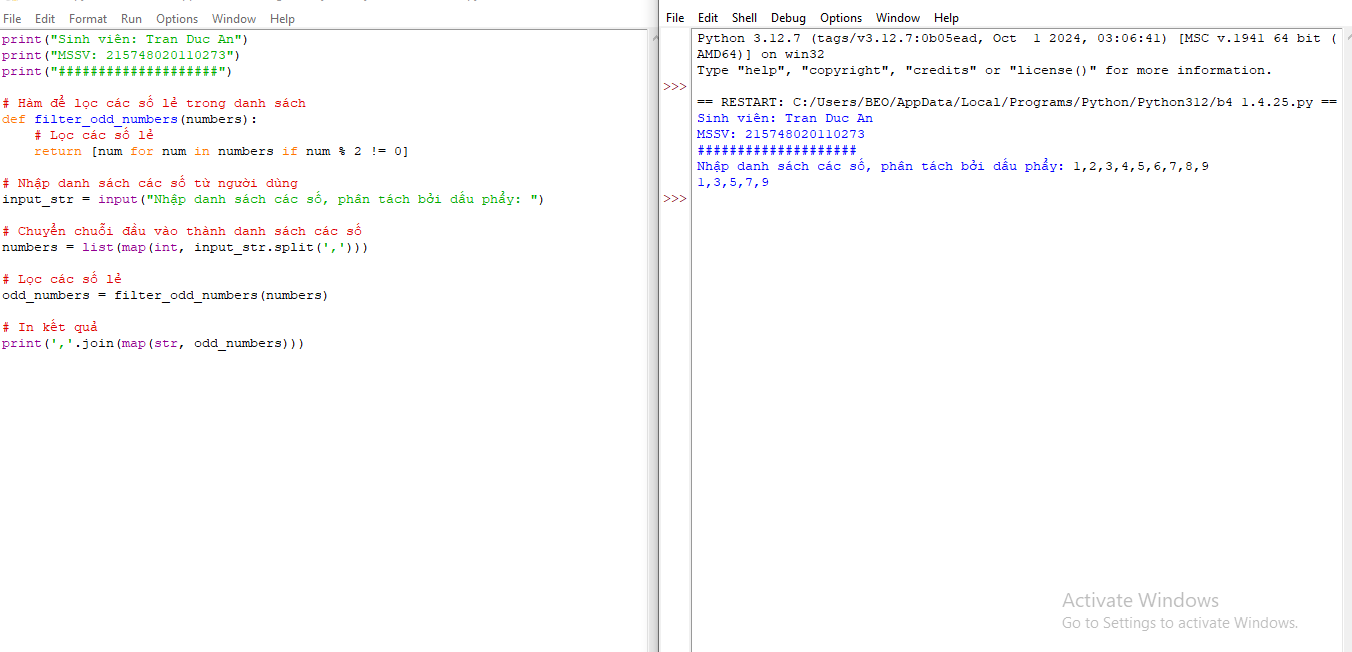 File Edit Format Run Options Window Help
print("Sinh viên: Tran Duc An")
print("MSSV: 215748020110273")
print("####################")
# Hàm để lọc các số lẻ trong danh sách
def filter_odd_numbers(numbers):
    # Lọc các số lẻ
    return [num for num in numbers if num % 2 != 0]
# Nhập danh sách các số từ người dùng
input_str = input("Nhập danh sách các số, phân tách bởi dấu phẩy: ")
# Chuyển chuỗi đầu vào thành danh sách các số
numbers = list(map(int, input_str.split(',')))
# Lọc các số lẻ
odd_numbers = filter_odd_numbers(numbers)
# In kết quả
print(','.join(map(str, odd_numbers)))
File Edit Shell Debug Options Window Help
Python 3.12.7 (tags/v3.12.7:0b05ead, Oct  1 2024, 03:06:41) [MSC v.1941 64 bit (
AMD64)] on win32
Type "help", "copyright", "credits" or "license()" for more information.
>>>
== RESTART: C:/Users/BEO/AppData/Local/Programs/Python/Python312/b4 1.4.25.py ==
Sinh viên: Tran Duc An
MSSV: 215748020110273
####################
Nhập danh sách các số, phân tách bởi dấu phẩy: 1,2,3,4,5,6,7,8,9
1,3,5,7,9
>>>
Activate Windows
Go to Settings to activate Windows.